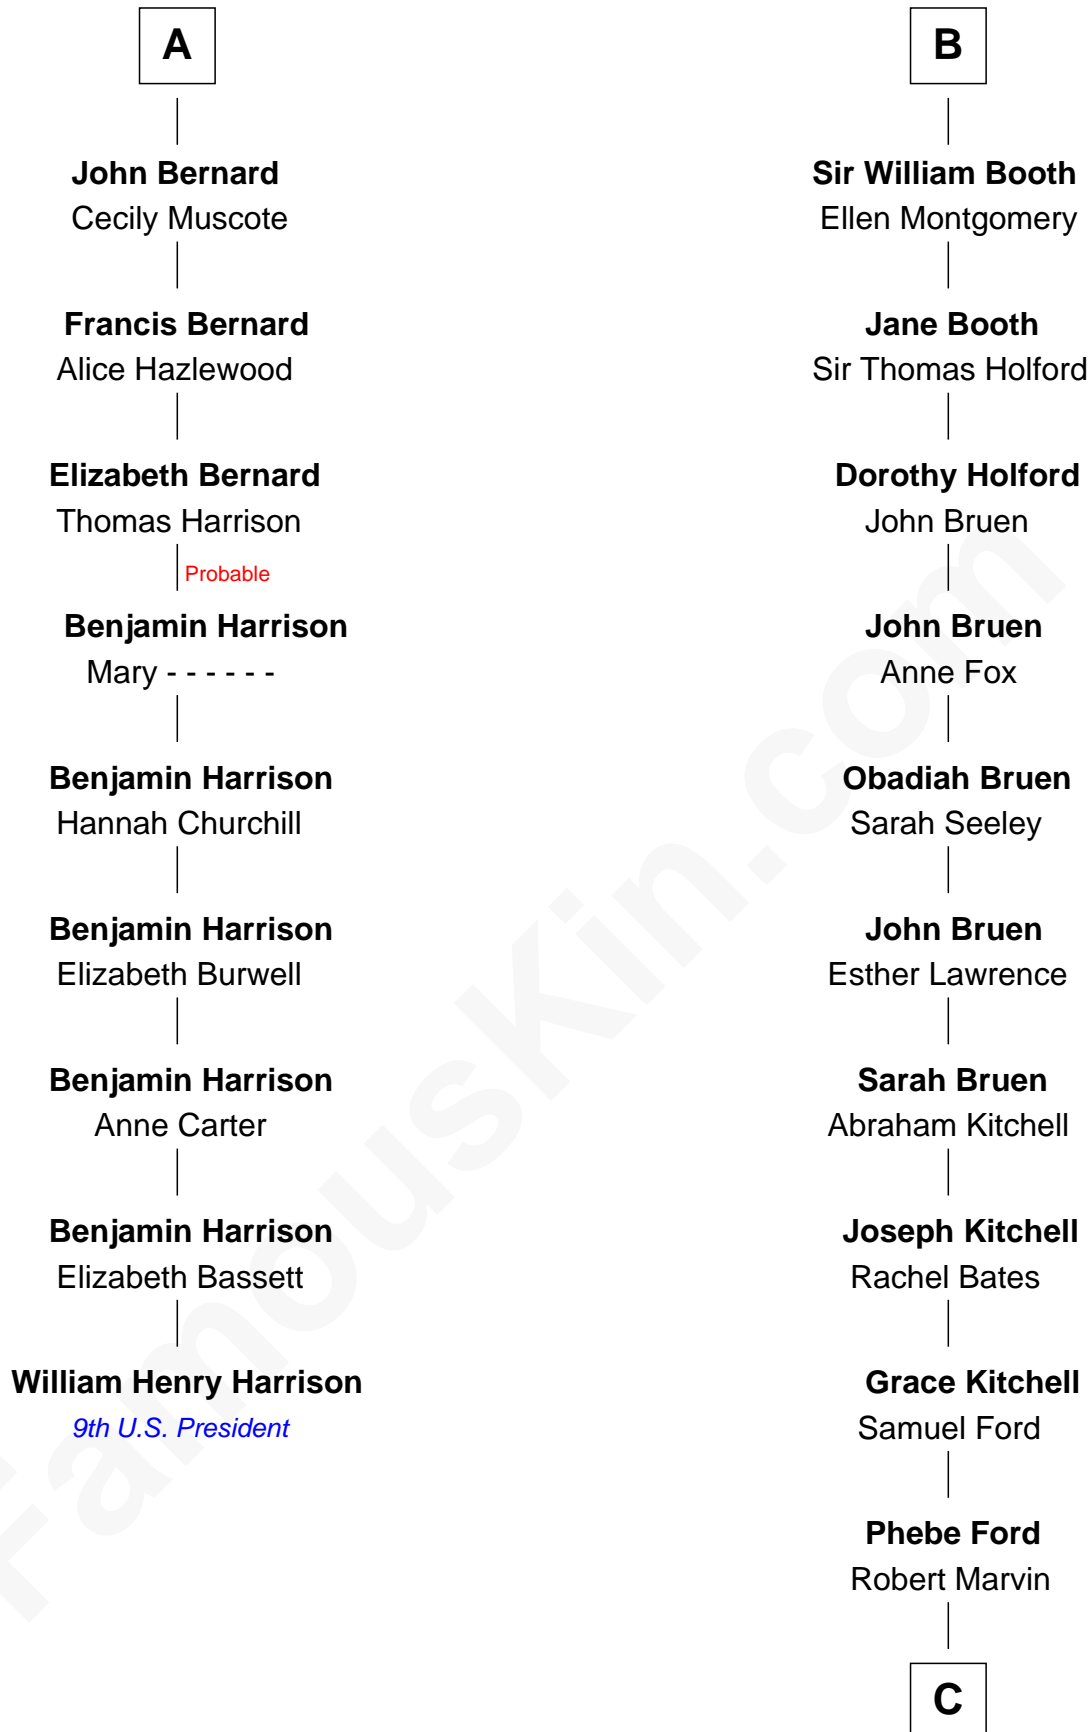 A
John Bernard
Cecily Muscote
Francis Bernard
Alice Hazlewood
Elizabeth Bernard
Thomas Harrison
Probable
Benjamin Harrison
Mary - - - - - -
Benjamin Harrison
Hannah Churchill
Benjamin Harrison
Elizabeth Burwell
Benjamin Harrison
Anne Carter
Benjamin Harrison
Elizabeth Bassett
William Henry Harrison
9th U.S. President
B
Sir William Booth
Ellen Montgomery
Jane Booth
Sir Thomas Holford
Dorothy Holford
John Bruen
John Bruen
Anne Fox
Obadiah Bruen
Sarah Seeley
John Bruen
Esther Lawrence
Sarah Bruen
Abraham Kitchell
Joseph Kitchell
Rachel Bates
Grace Kitchell
Samuel Ford
Phebe Ford
Robert Marvin
C
FamousKin.com